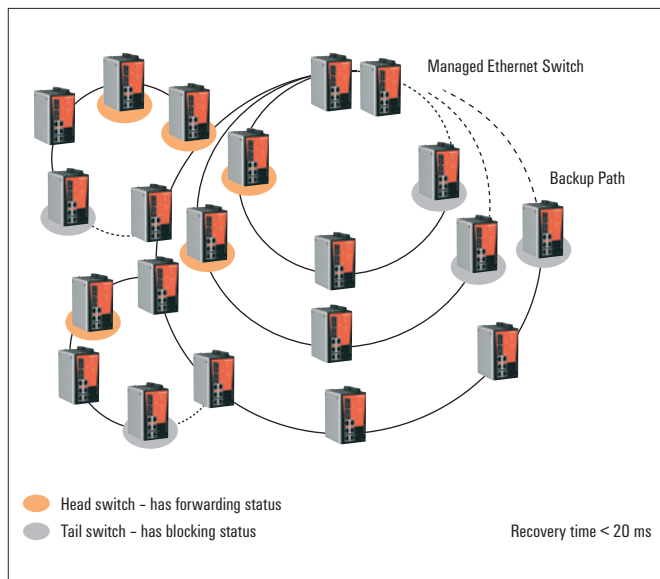 Managed Ethernet Switch
Backup Path
Head switch – has forwarding status
Tail switch – has blocking status
Recovery time < 20 ms